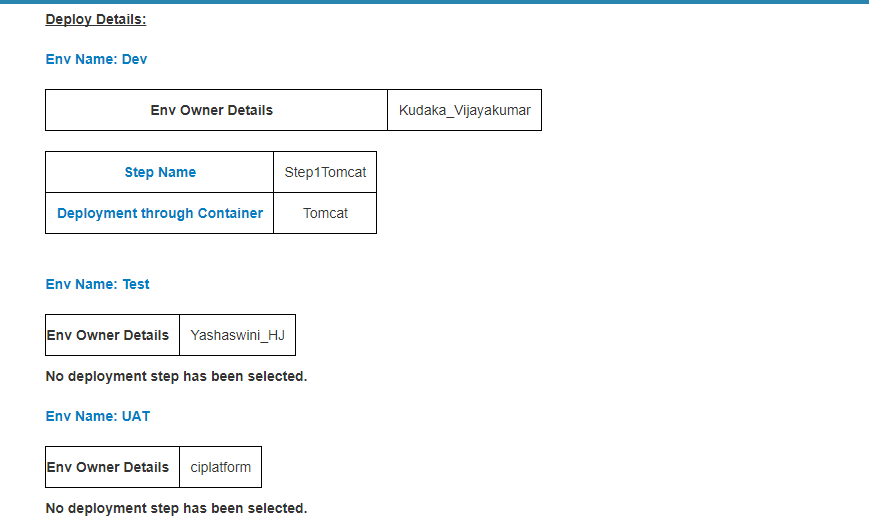 Deploy Details:
Env Name: Dev
Env Owner Details Kudaka_Vijayakumar
Step Name Step1Tomcat
Deployment through Container Tomcat
Env Name: Test
Env Owner Details Yashaswini_HJ
No deployment step has been selected.
Env Name: UAT
Env Owner Details ciplatform
No deployment step has been selected.